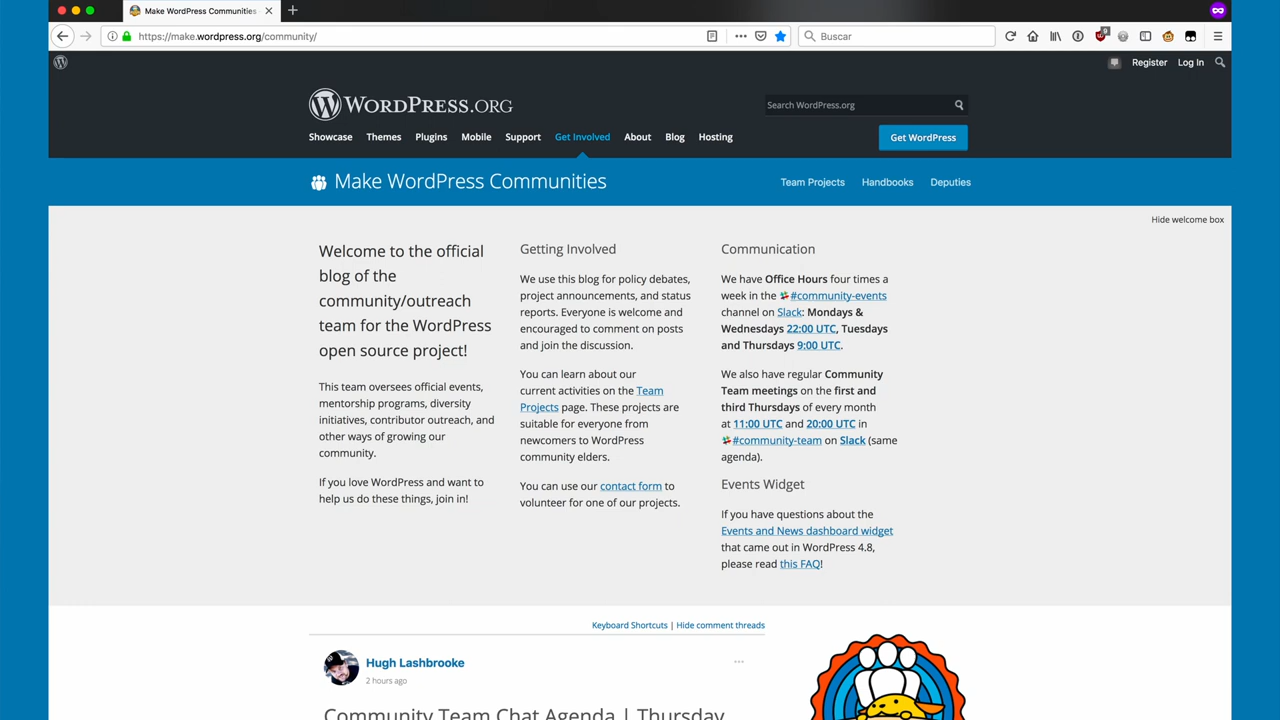 Make WordPress Communities
https://make.wordpress.org/community/
Buscar
Register
Log In
WORDPRESS.ORG
Search WordPress.org
Showcase Themes Plugins Mobile Support Get Involved About Blog Hosting
Get WordPress
Make WordPress Communities
Team Projects Handbooks Deputies
Hide welcome box
Welcome to the official
blog of the
community/outreach
team for the WordPress
open source project!
This team oversees official events,
mentorship programs, diversity
initiatives, contributor outreach, and
other ways of growing our
community.
If you love WordPress and want to
help us do these things, join in!
Getting Involved
We use this blog for policy debates,
project announcements, and status
reports. Everyone is welcome and
encouraged to comment on posts
and join the discussion.
You can learn about our
current activities on the Team
Projects page. These projects are
suitable for everyone from
newcomers to WordPress
community elders.
You can use our contact form to
volunteer for one of our projects.
Communication
We have Office Hours four times a
week in the #community-events
channel on Slack: Mondays &
Wednesdays 22:00 UTC, Tuesdays
and Thursdays 9:00 UTC.
We also have regular Community
Team meetings on the first and
third Thursdays of every month
at 11:00 UTC and 20:00 UTC in
#community-team on Slack (same
agenda).
Events Widget
If you have questions about the
Events and News dashboard widget
that came out in WordPress 4.8,
please read this FAQ!
Keyboard Shortcuts | Hide comment threads
Hugh Lashbrooke
2 hours ago
Community Team Chat Agenda | Thursday